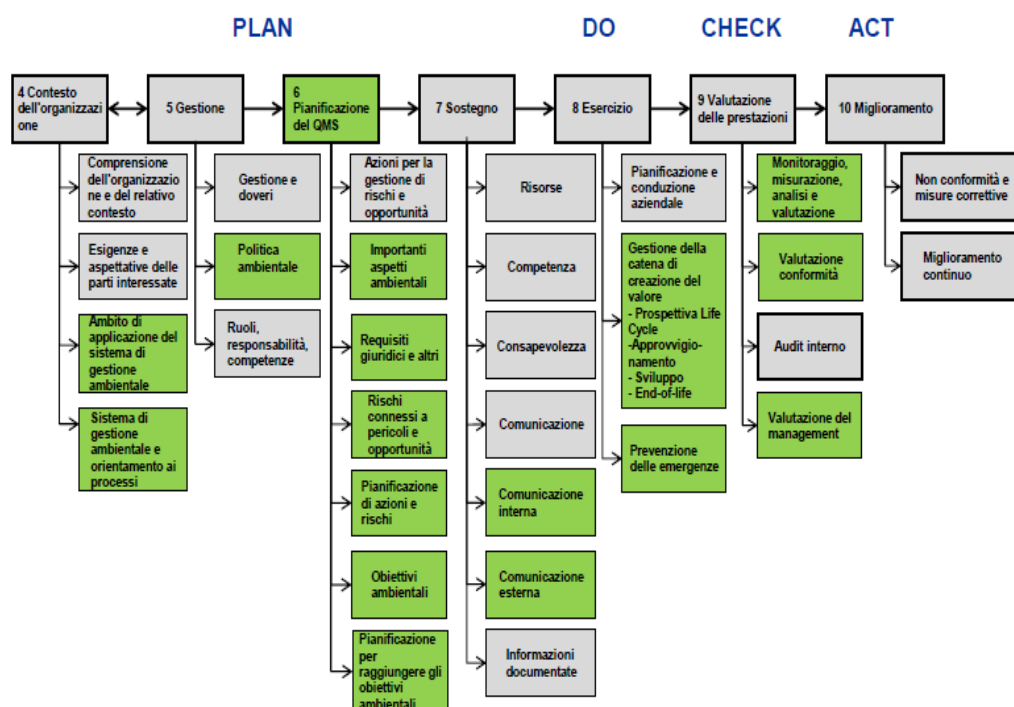 PLAN
DO
CHECK
ACT
4 Contesto
dell'organizzazi
one
5 Gestione
6
Pianificazione
del QMS
7 Sostegno
8 Esercizio
9 Valutazione
delle prestazioni
10 Miglioramento
Comprensione
dell'organizzazio
ne e del relativo
contesto
Esigenze e
aspettative delle
parti interessate
Ambito di
applicazione del
sistema di
gestione
ambientale
Sistema di
gestione
ambientale e
orientamento ai
processi
Gestione e
doveri
Politica
ambientale
Ruoli,
responsabilità,
competenze
Azioni per la
gestione di
rischi e
opportunità
Importanti
aspetti
ambientali
Requisiti
giuridici e altri
Rischi
connessi a
pericoli e
opportunità
Pianificazione
di azioni e
rischi
Obiettivi
ambientali
Pianificazione
per
raggiungere gli
obiettivi
ambientali
Risorse
Competenza
Consapevolezza
Comunicazione
Comunicazione
interna
Comunicazione
esterna
Informazioni
documentate
Pianificazione e
conduzione
aziendale
Gestione della
catena di
creazione del
valore
- Prospettiva Life
Cycle
-Approvvigio-
namento
- Sviluppo
- End-of-life
Prevenzione
delle emergenze
Monitoraggio,
misurazione,
analisi e
valutazione
Valutazione
conformità
Audit interno
Valutazione del
management
Non conformità e
misure correttive
Miglioramento
continuo